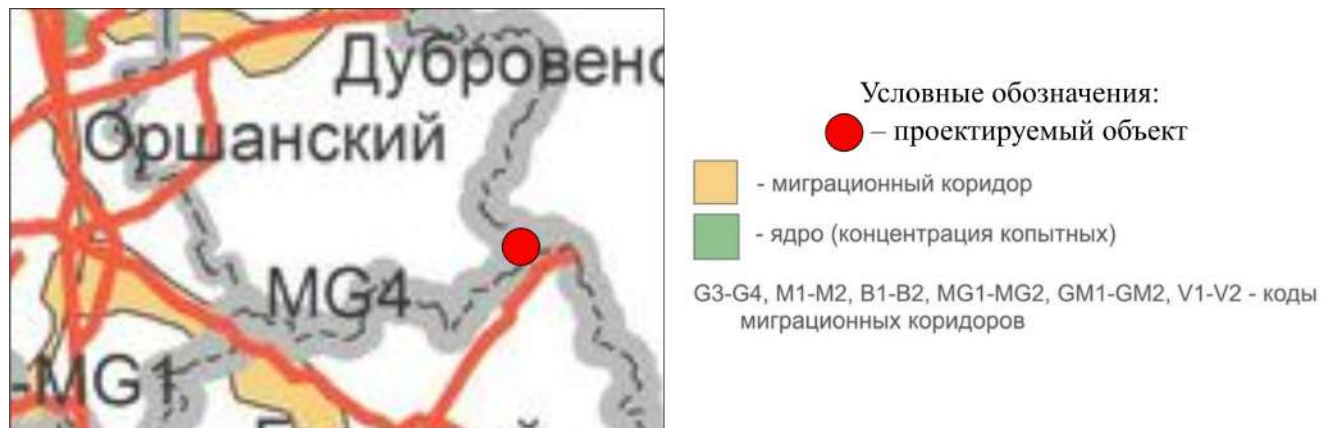 Дубровенс
Оршанский
MG4
-MG1
Условные обозначения:
– проектируемый объект
- миграционный коридор
- ядро (концентрация копытных)
G3-G4, M1-M2, B1-B2, MG1-MG2, GM1-GM2, V1-V2 - коды
миграционных коридоров